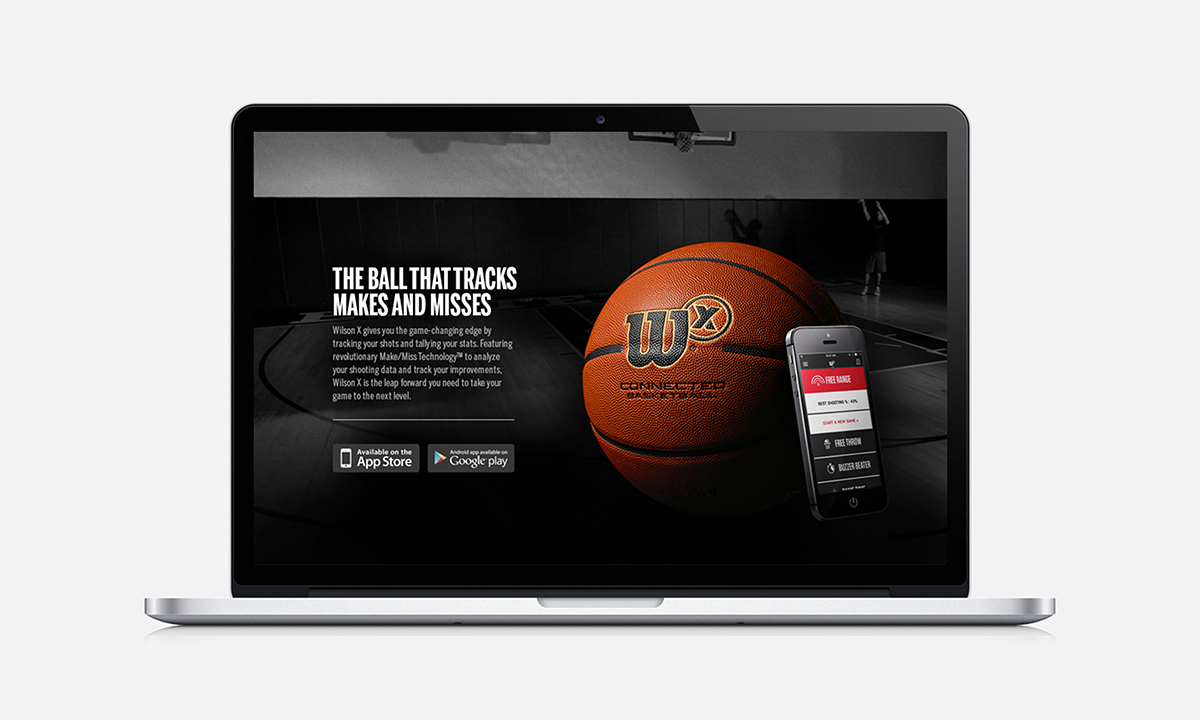 THE BALL THAT TRACKS
MAKES AND MISSES
Wilson X gives you the game-changing edge by
tracking your shots and tallying your stats. Featuring
revolutionary Make/Miss Technology™ to analyze
your shooting data and track your improvements,
Wilson X is the leap forward you need to take your
game to the next level.
Available on the
App Store
Android app available on
Google play
W X
CONNECTED
BASKETBALL
FREE RANGE
BEST SHOOTING %: 43%
START A NEW GAME >
FREE THROW
BUZZER BEATER